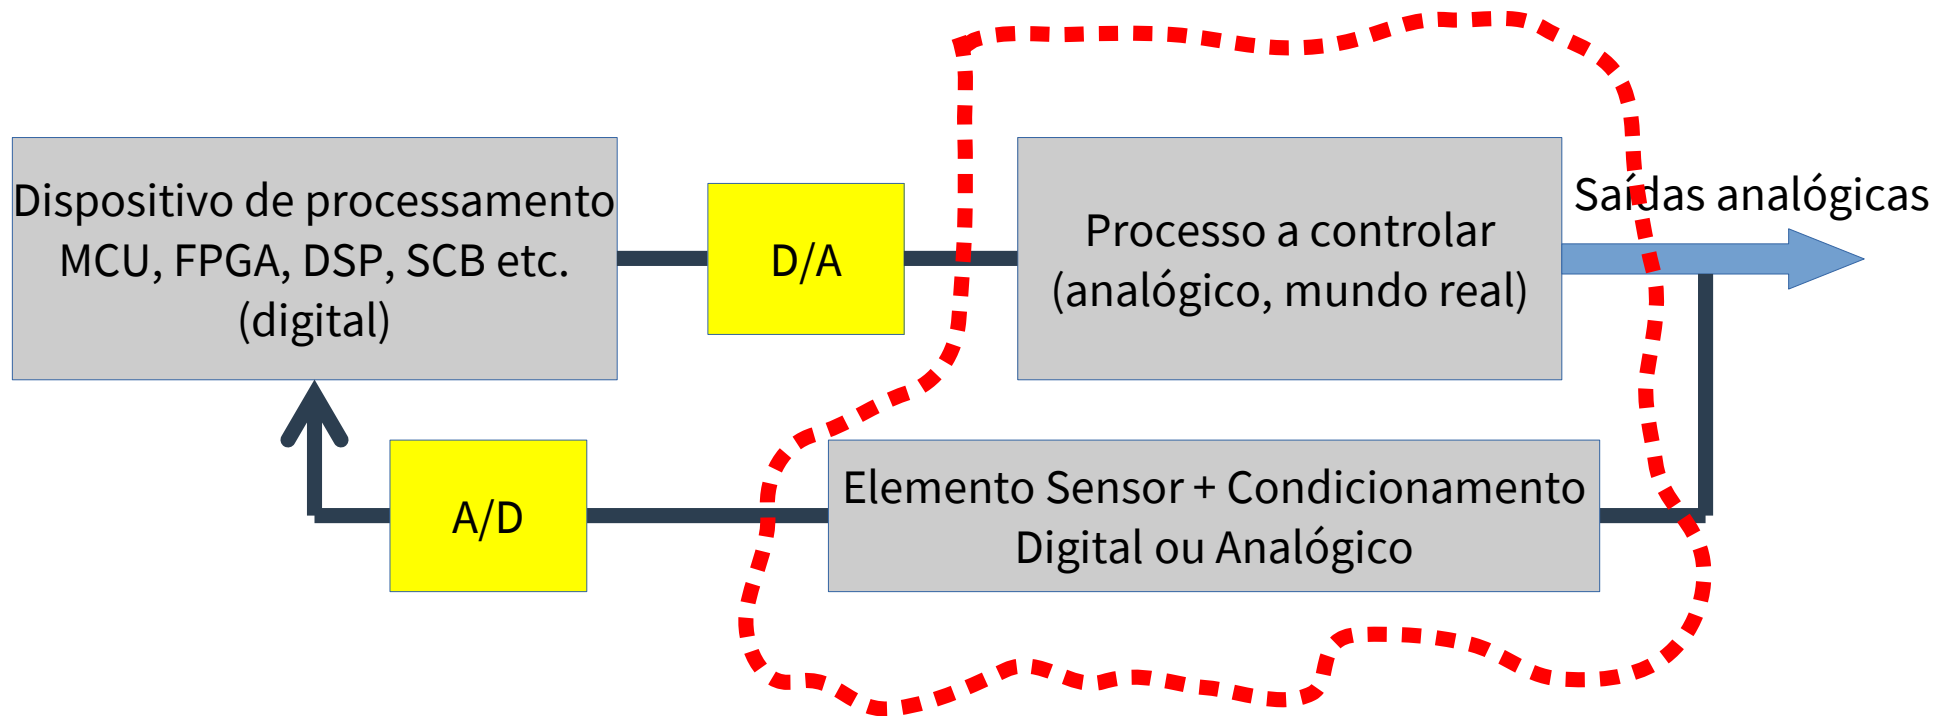 Dispositivo de processamento
MCU, FPGA, DSP, SCB etc.
(digital)
D/A
Processo a controlar
(analógico, mundo real)
Saídas analógicas
A/D
Elemento Sensor + Condicionamento
Digital ou Analógico